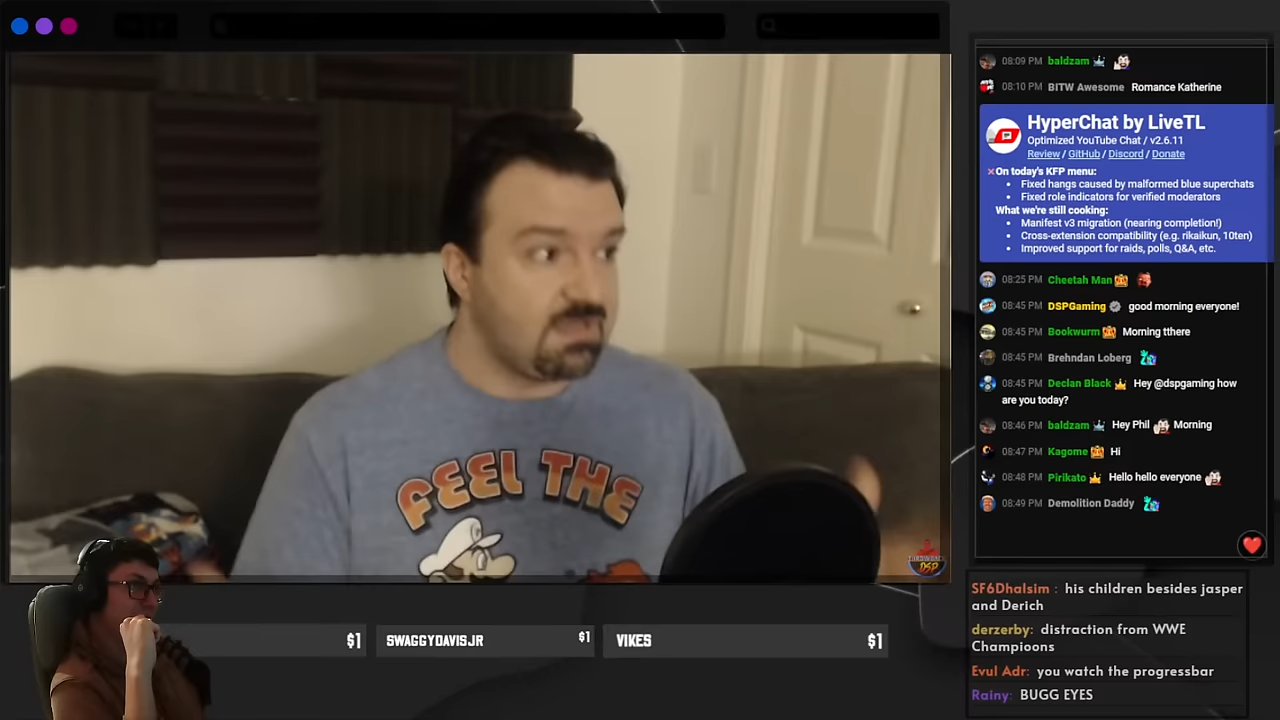 08:09 PM baldzam
08:10 PM BITW Awesome Romance Katherine
HyperChat by LiveTL
Optimized YouTube Chat / v2.6.11
Review / GitHub / Discord / Donate
On today's KFP menu:
Fixed hangs caused by malformed blue superchats
Fixed role indicators for verified moderators
What we're still cooking:
Manifest v3 migration (nearing completion!)
Cross-extension compatibility (e.g. rikaikun, 10ten)
Improved support for raids, polls, Q&A, etc.
08:25 PM Cheetah Man
08:45 PM DSPGaming good morning everyone!
08:45 PM Bookwurm Morning tthere
08:45 PM Brehndan Loberg
08:45 PM Declan Black Hey @dspgaming how
are you today?
08:46 PM baldzam Hey Phil Morning
08:47 PM Kagome Hi
08:48 PM Pirikato Hello hello everyone
08:49 PM Demolition Daddy
FEEL THE
DSP
$1
SWAGGYDAVISJR $1
VIKES $1
SF6Dhalsim : his children besides jasper
and Derich
derzerby: distraction from WWE
Champioons
Evul Adr: you watch the progressbar
Rainy: BUGG EYES